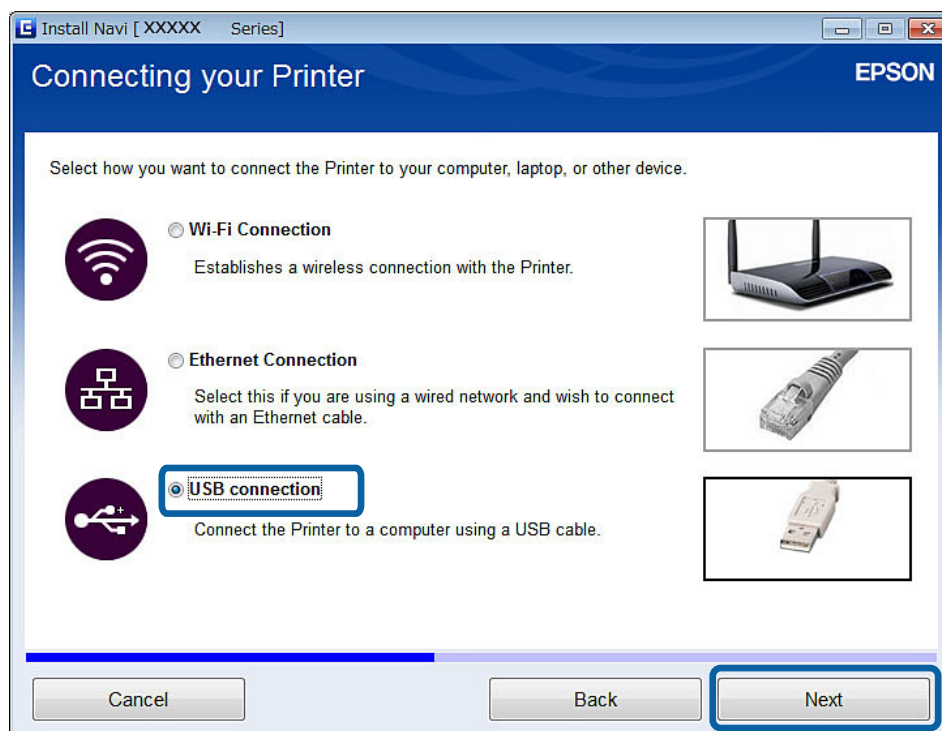 Install Navi [ XXXXX Series]
Connecting your Printer
EPSON
Select how you want to connect the Printer to your computer, laptop, or other device.
Wi-Fi Connection
Establishes a wireless connection with the Printer.
Ethernet Connection
Select this if you are using a wired network and wish to connect
with an Ethernet cable.
USB connection
Connect the Printer to a computer using a USB cable.
Cancel
Back
Next